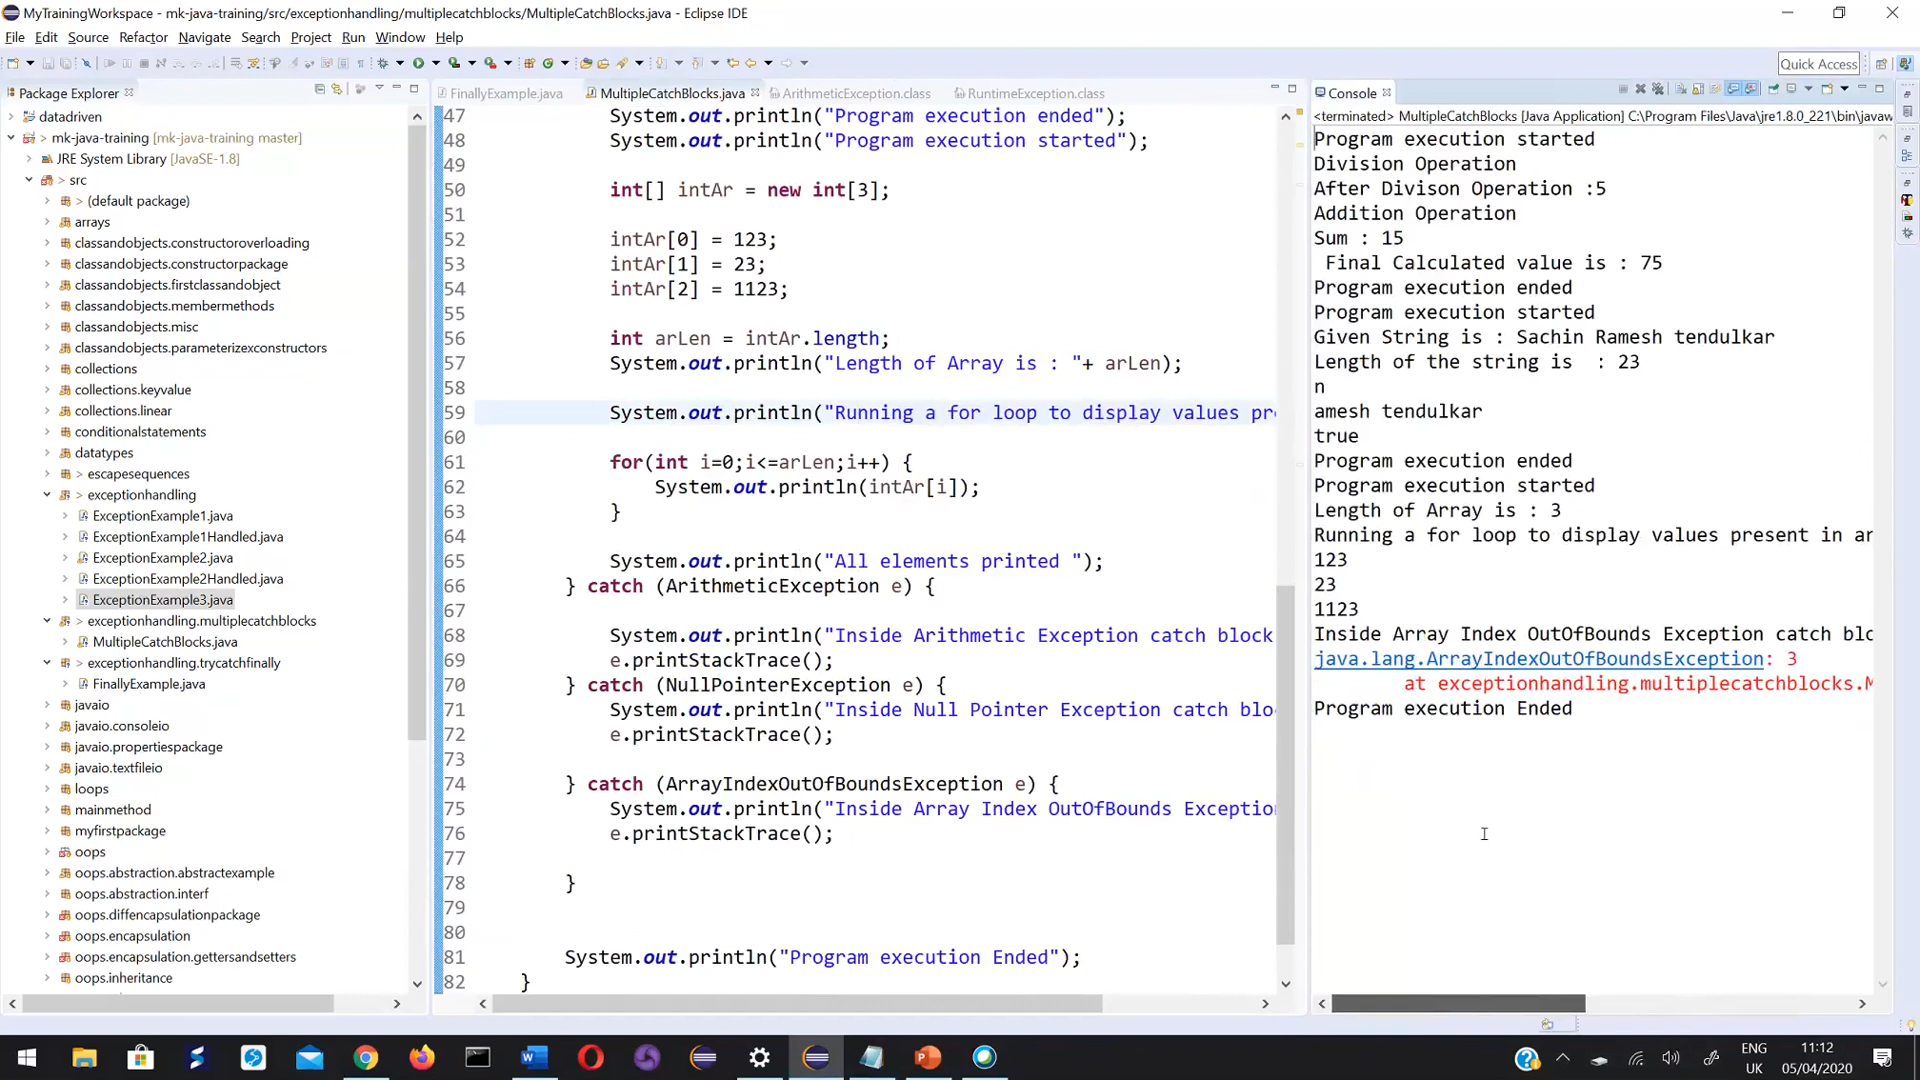 MyTrainingWorkspace - mk-java-training/src/exceptionhandling/multiplecatchblocks/MultipleCatchBlocks.java - Eclipse IDE
File Edit Source Refactor Navigate Search Project Run Window Help
Quick Access
Package Explorer
datadriven
> mk-java-training [mk-java-training master]
JRE System Library [JavaSE-1.8]
> src
> (default package)
arrays
classandobjects.constructoroverloading
classandobjects.constructorpackage
classandobjects.firstclassandobject
classandobjects.membermethods
classandobjects.misc
classandobjects.parameterizexconstructors
collections
collections.keyvalue
collections.linear
conditionalstatements
datatypes
> escapesequences
> exceptionhandling
ExceptionExample1.java
ExceptionExample1Handled.java
ExceptionExample2.java
ExceptionExample2Handled.java
ExceptionExample3.java
> exceptionhandling.multiplecatchblocks
MultipleCatchBlocks.java
> exceptionhandling.trycatchfinally
FinallyExample.java
javaio
javaio.consoleio
javaio.propertiespackage
javaio.textfileio
loops
mainmethod
myfirstpackage
oops
oops.abstraction.abstractexample
oops.abstraction.interf
oops.diffencapsulationpackage
oops.encapsulation
oops.encapsulation.gettersandsetters
oops.inheritance
FinallyExample.java MultipleCatchBlocks.java ArithmeticException.class RuntimeException.class
47 System.out.println("Program execution ended");
48 System.out.println("Program execution started");
49
50 int[] intAr = new int[3];
51
52 intAr[0] = 123;
53 intAr[1] = 23;
54 intAr[2] = 1123;
55
56 int arLen = intAr.length;
57 System.out.println("Length of Array is : "+ arLen);
58
59 System.out.println("Running a for loop to display values pre
60
61 for(int i=0;i<=arLen;i++) {
62 System.out.println(intAr[i]);
63 }
64
65 System.out.println("All elements printed ");
66 } catch (ArithmeticException e) {
67
68 System.out.println("Inside Arithmetic Exception catch block
69 e.printStackTrace();
70 } catch (NullPointerException e) {
71 System.out.println("Inside Null Pointer Exception catch blo
72 e.printStackTrace();
73
74 } catch (ArrayIndexOutOfBoundsException e) {
75 System.out.println("Inside Array Index OutOfBounds Exceptio
76 e.printStackTrace();
77
78 }
79
80
81 System.out.println("Program execution Ended");
82 }
Console
<terminated> MultipleCatchBlocks [Java Application] C:\Program Files\Java\jre1.8.0_221\bin\javaw
Program execution started
Division Operation
After Divison Operation :5
Addition Operation
Sum : 15
Final Calculated value is : 75
Program execution ended
Program execution started
Given String is : Sachin Ramesh tendulkar
Length of the string is : 23
n
amesh tendulkar
true
Program execution ended
Program execution started
Length of Array is : 3
Running a for loop to display values present in ar
123
23
1123
Inside Array Index OutOfBounds Exception catch blo
java.lang.ArrayIndexOutOfBoundsException: 3
at exceptionhandling.multiplecatchblocks.M
Program execution Ended
ENG
UK
11:12
05/04/2020